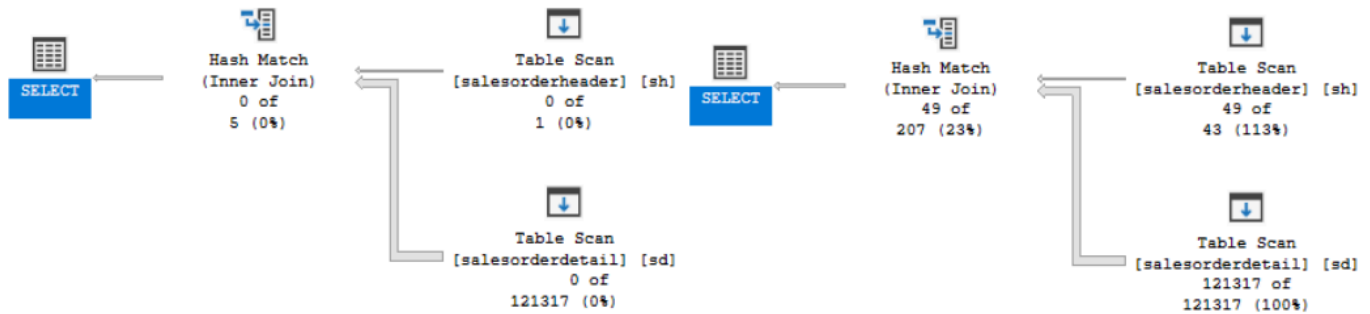 SELECT
Hash Match
(Inner Join)
0 of
5 (0%)
Table Scan
[salesorderheader] [sh]
0 of
1 (0%)
Table Scan
[salesorderdetail] [sd]
0 of
121317 (0%)
SELECT
Hash Match
(Inner Join)
49 of
207 (23%)
Table Scan
[salesorderheader] [sh]
49 of
43 (113%)
Table Scan
[salesorderdetail] [sd]
121317 of
121317 (100%)